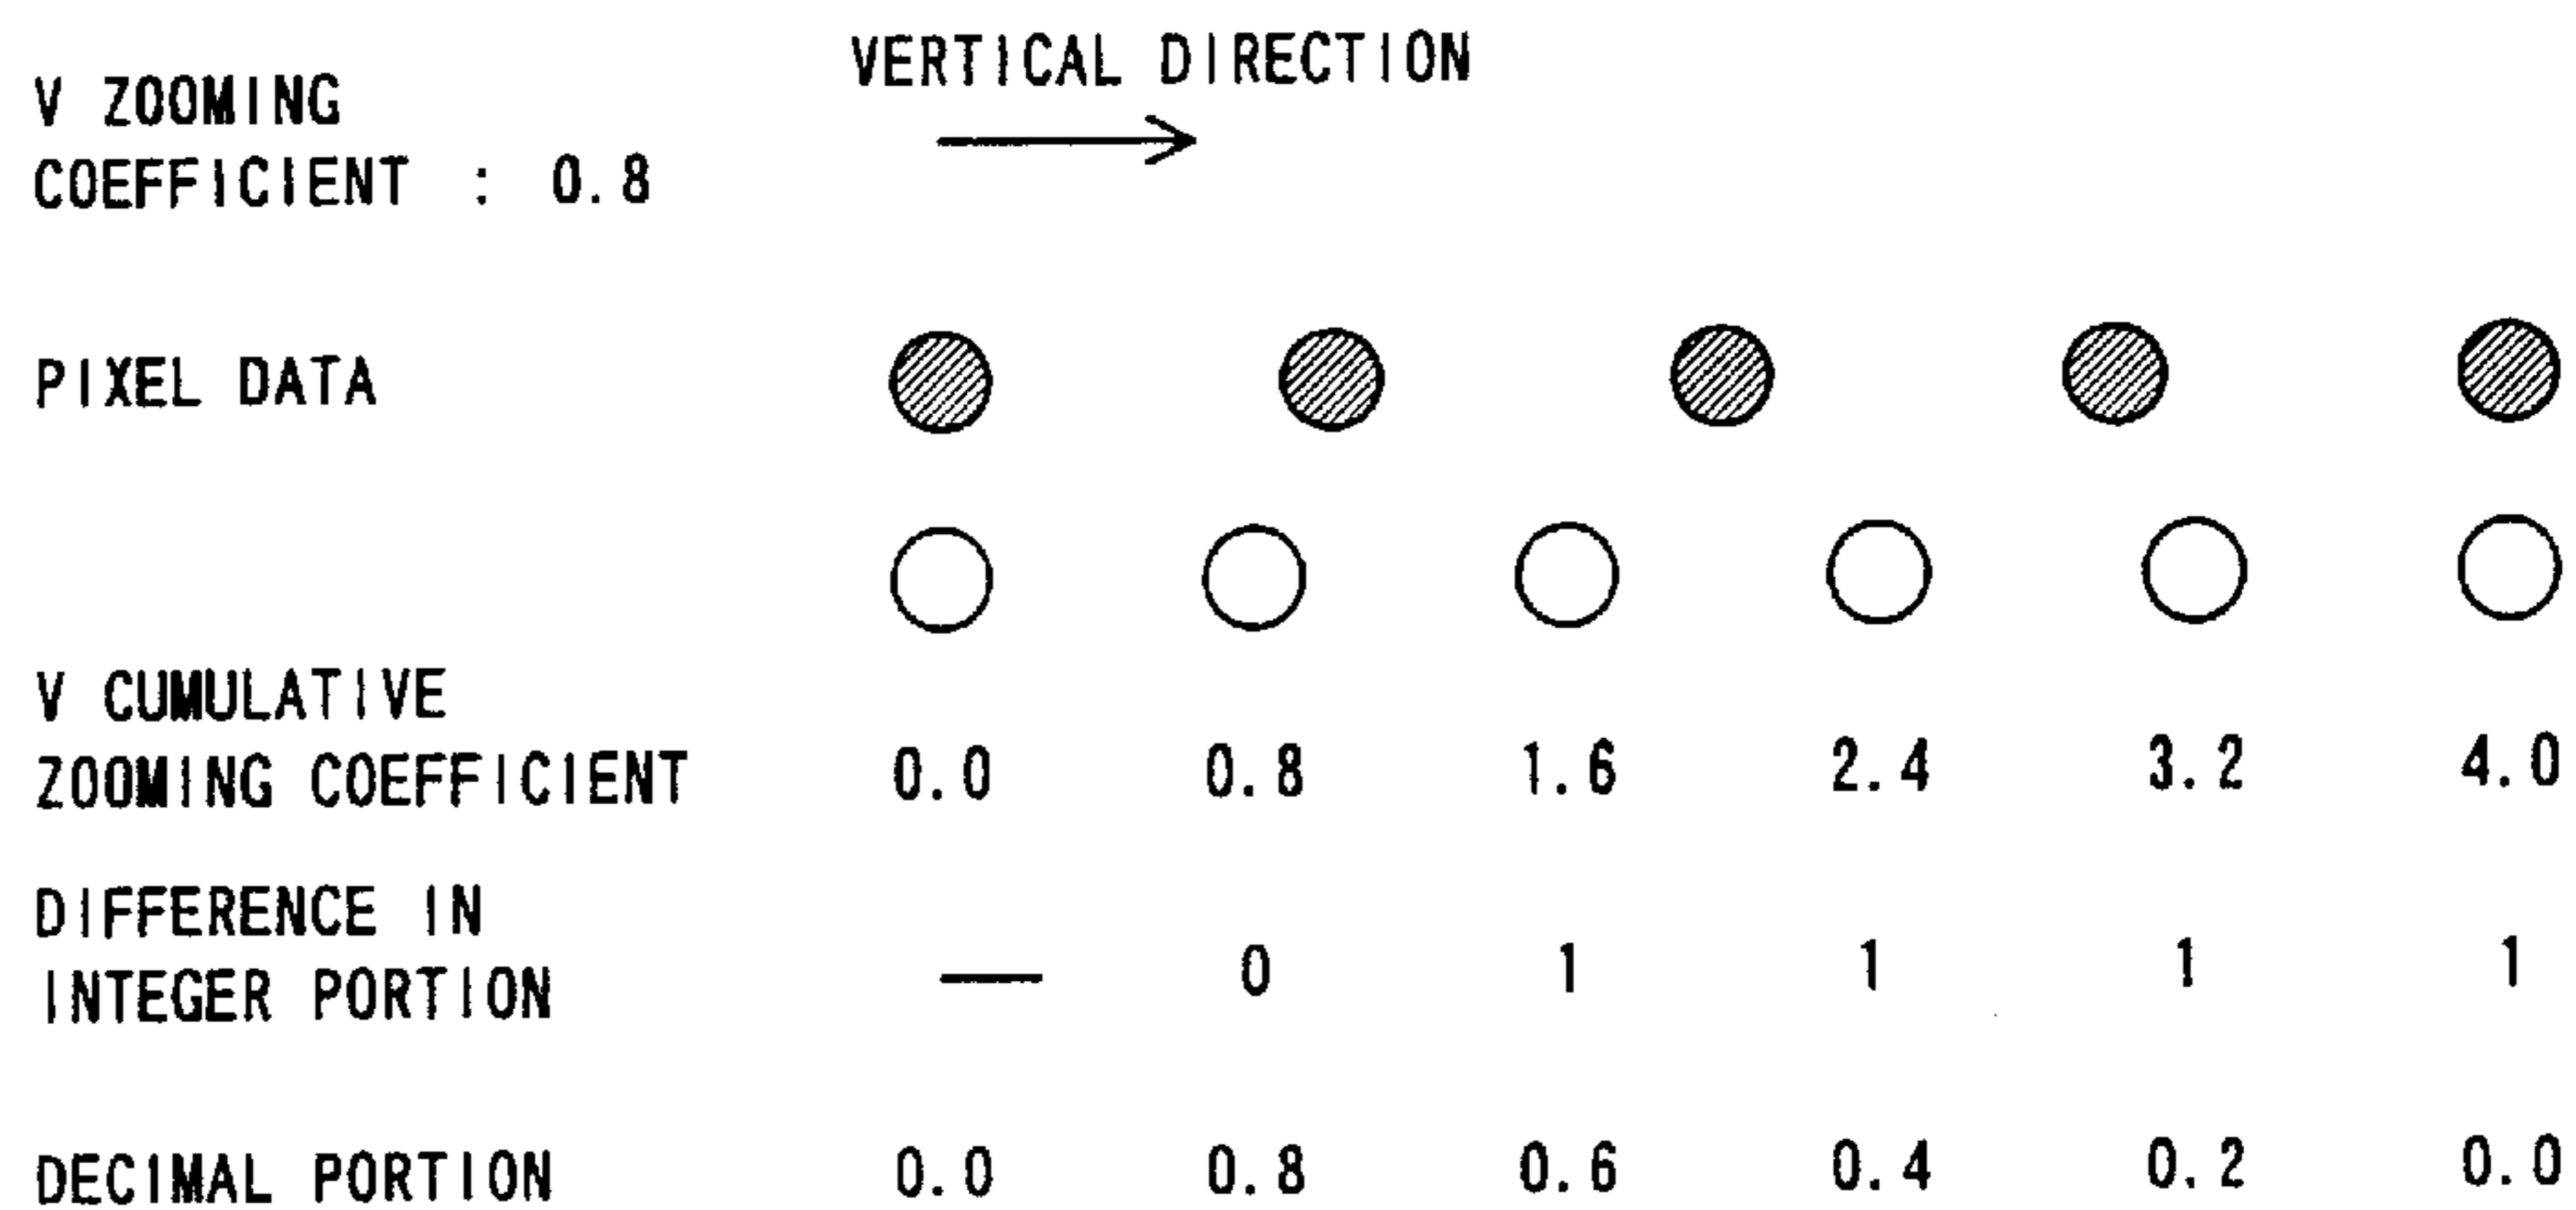 VERTICAL DIRECTION
V ZOOMING
COEFFICIENT : 0.8
PIXEL DATA
V CUMULATIVE
ZOOMING COEFFICIENT 0.0 0.8 1.6 2.4 3.2 4.0
DIFFERENCE IN
INTEGER PORTION — 0 1 1 1 1
DECIMAL PORTION 0.0 0.8 0.6 0.4 0.2 0.0